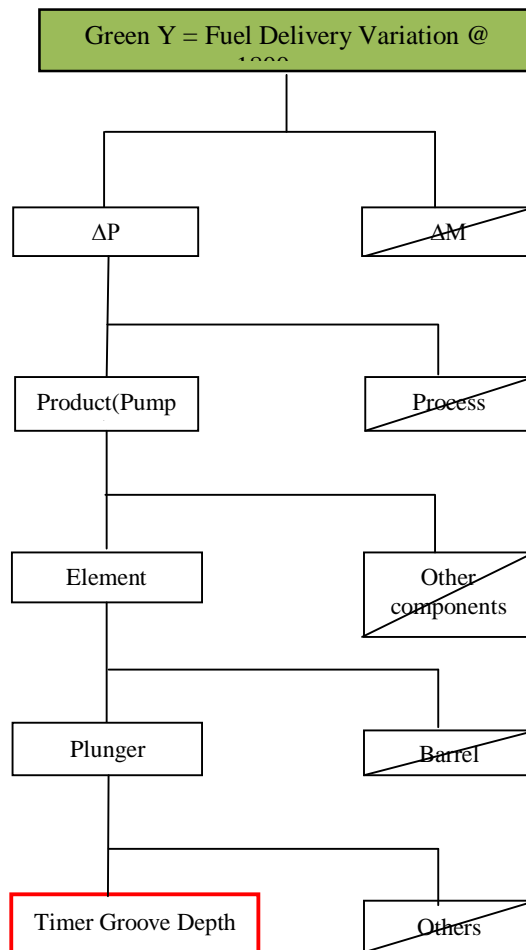 Green Y = Fuel Delivery Variation @
ΔP
ΔM
Product(Pump
Process
Element
Other
components
Plunger
Barrel
Timer Groove Depth
Others